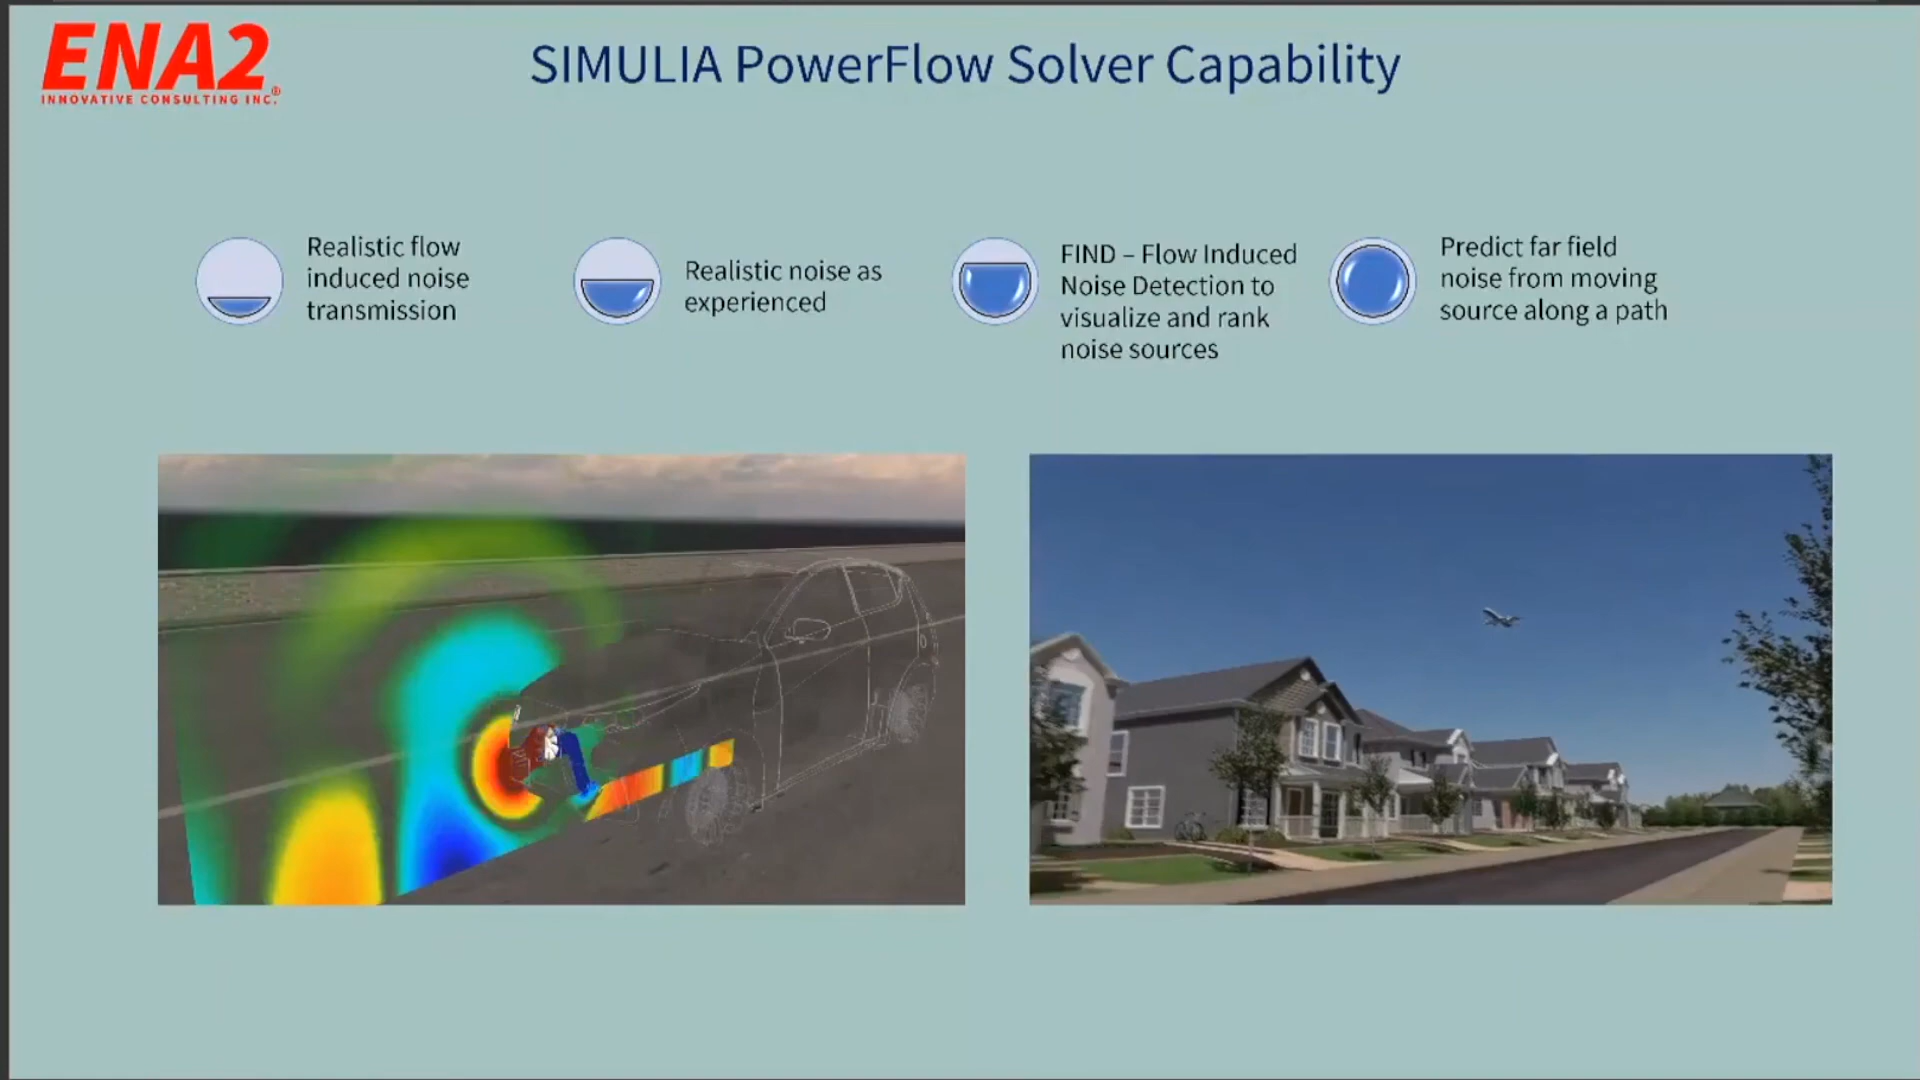 ENA2
INNOVATIVE CONSULTING INC.®
SIMULIA PowerFlow Solver Capability
Realistic flow
induced noise
transmission
Realistic noise as
experienced
FIND – Flow Induced
Noise Detection to
visualize and rank
noise sources
Predict far field
noise from moving
source along a path